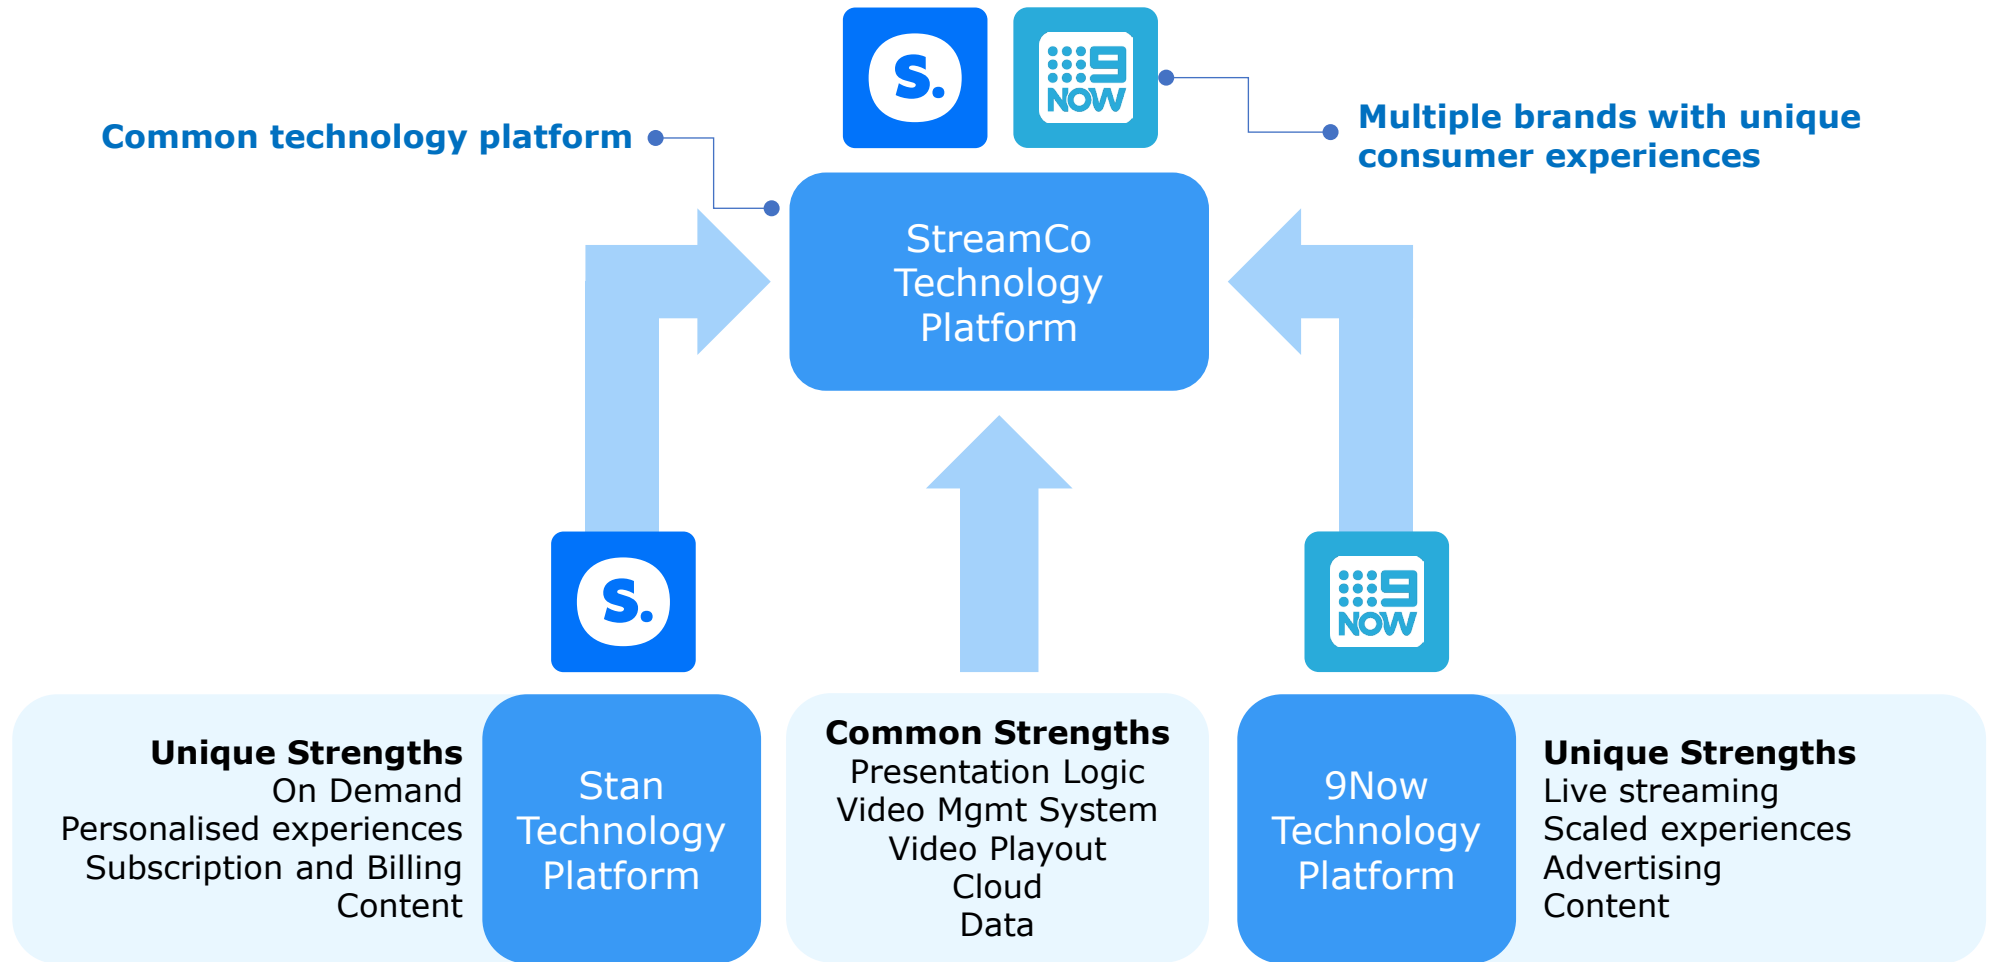 S.
9
NOW
Common technology platform
Multiple brands with unique
consumer experiences
StreamCo
Technology
Platform
S.
9
NOW
Unique Strengths
On Demand
Personalised experiences
Subscription and Billing
Content
Stan
Technology
Platform
Common Strengths
Presentation Logic
Video Mgmt System
Video Playout
Cloud
Data
9Now
Technology
Platform
Unique Strengths
Live streaming
Scaled experiences
Advertising
Content